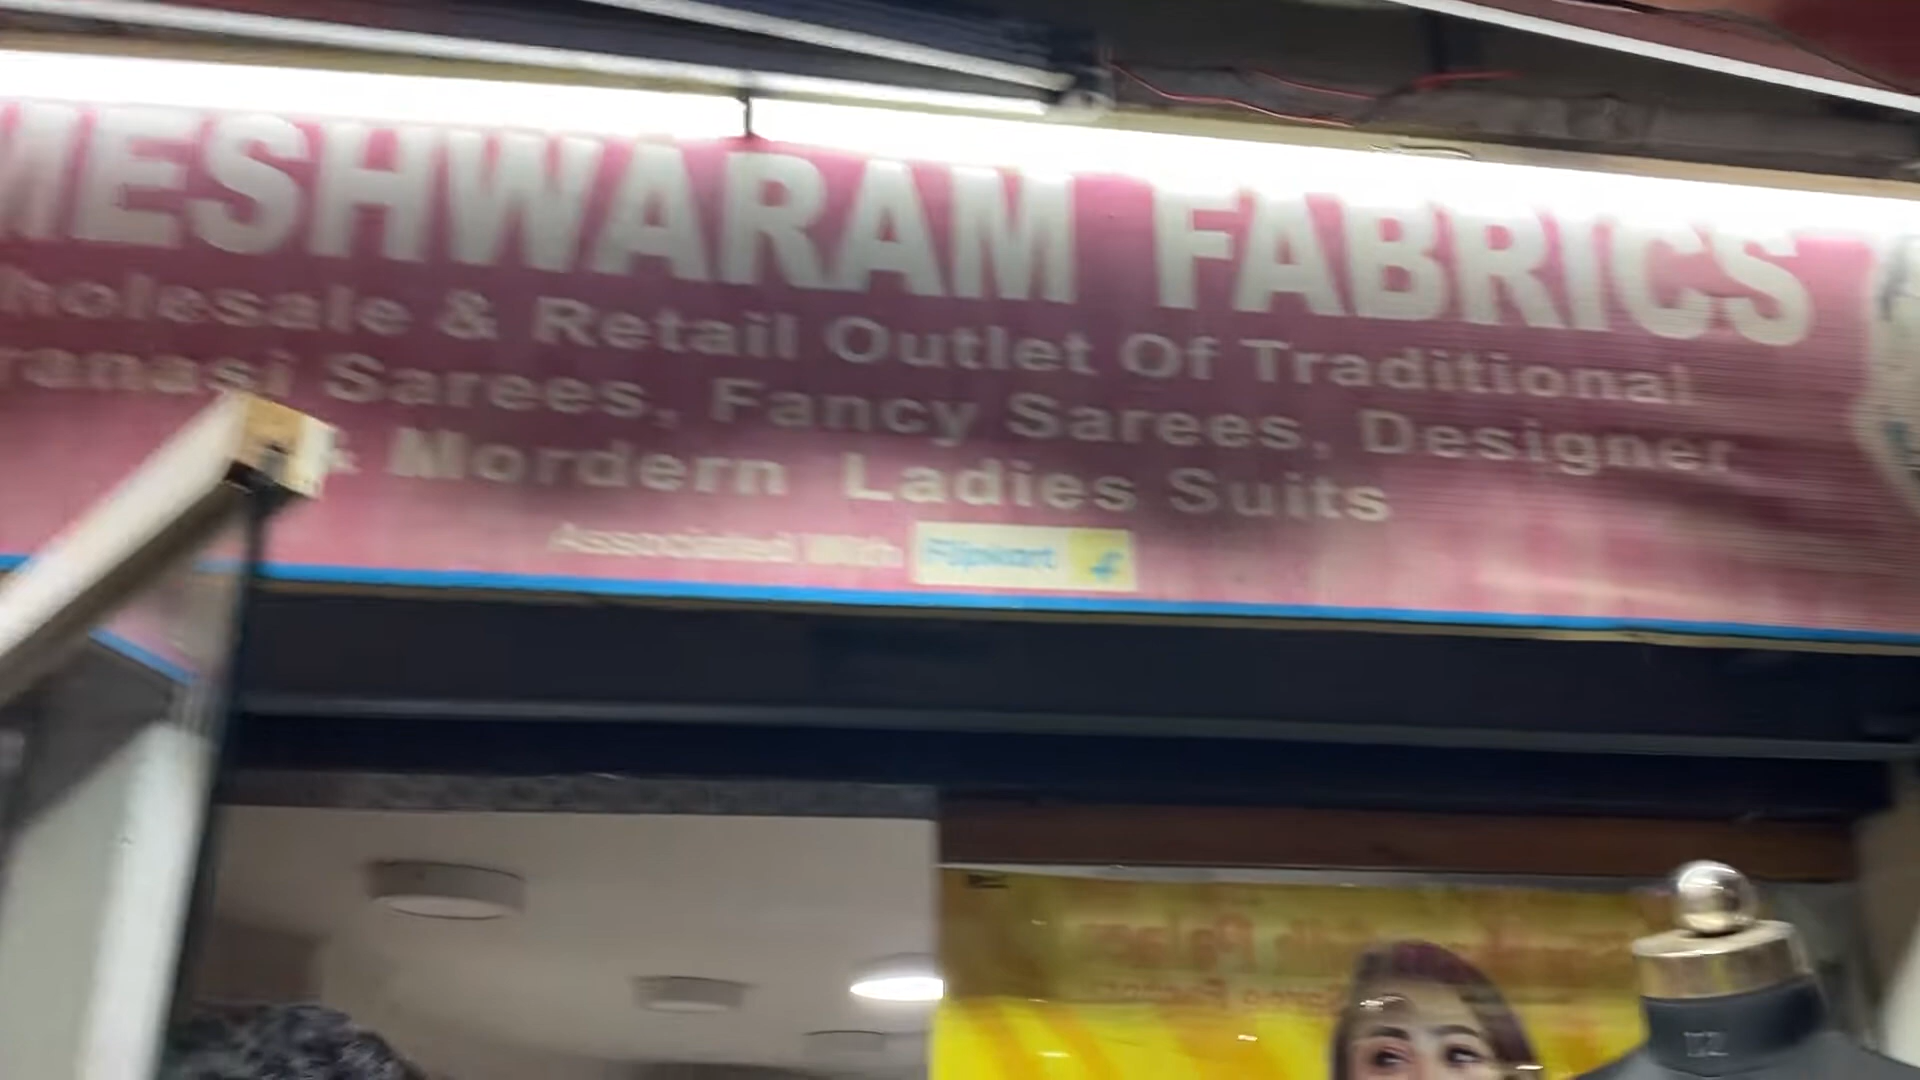 MESHWARAM FABRICS
holesale & Retail Outlet Of Traditional
ranasi Sarees, Fancy Sarees, Designer
& Mordern Ladies Suits
Associated With Flipkart